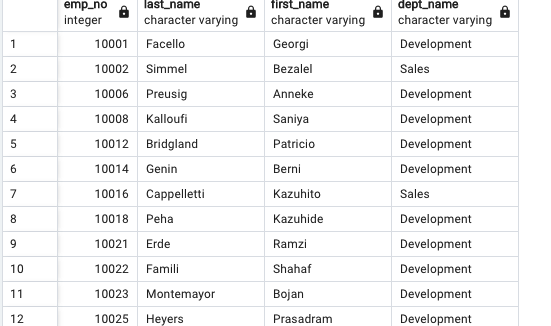 emp_no last_name first_name dept_name
integer character varying character varying character varying
1 10001 Facello Georgi Development
2 10002 Simmel Bezalel Sales
3 10006 Preusig Anneke Development
4 10008 Kalloufi Saniya Development
5 10012 Bridgland Patricio Development
6 10014 Genin Berni Development
7 10016 Cappelletti Kazuhito Sales
8 10018 Peha Kazuhide Development
9 10021 Erde Ramzi Development
10 10022 Famili Shahaf Development
11 10023 Montemayor Bojan Development
12 10025 Heyers Prasadram Development